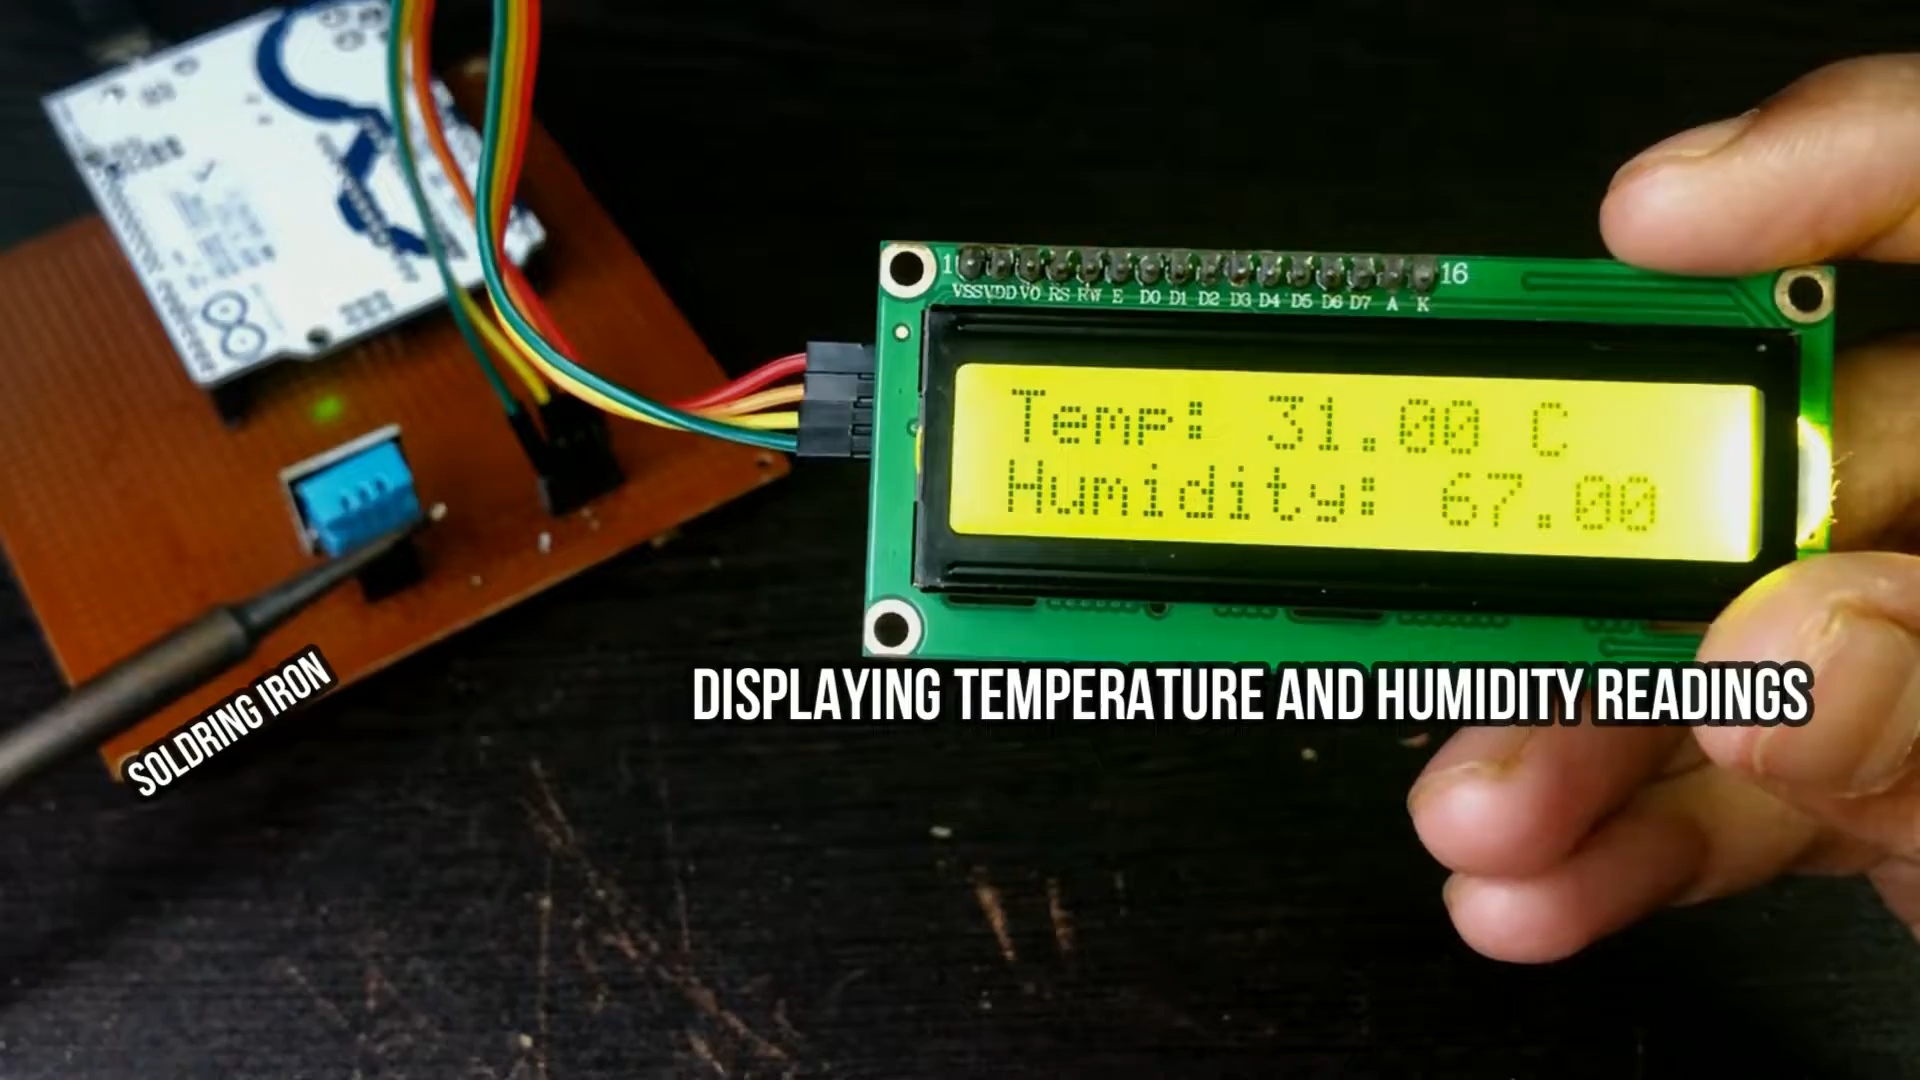 1 16
VSS VDD V0 RS RW E D0 D1 D2 D3 D4 D5 D6 D7 A K
Temp: 31.00 C
Humidity: 67.00
DISPLAYING TEMPERATURE AND HUMIDITY READINGS
SOLDRING IRON